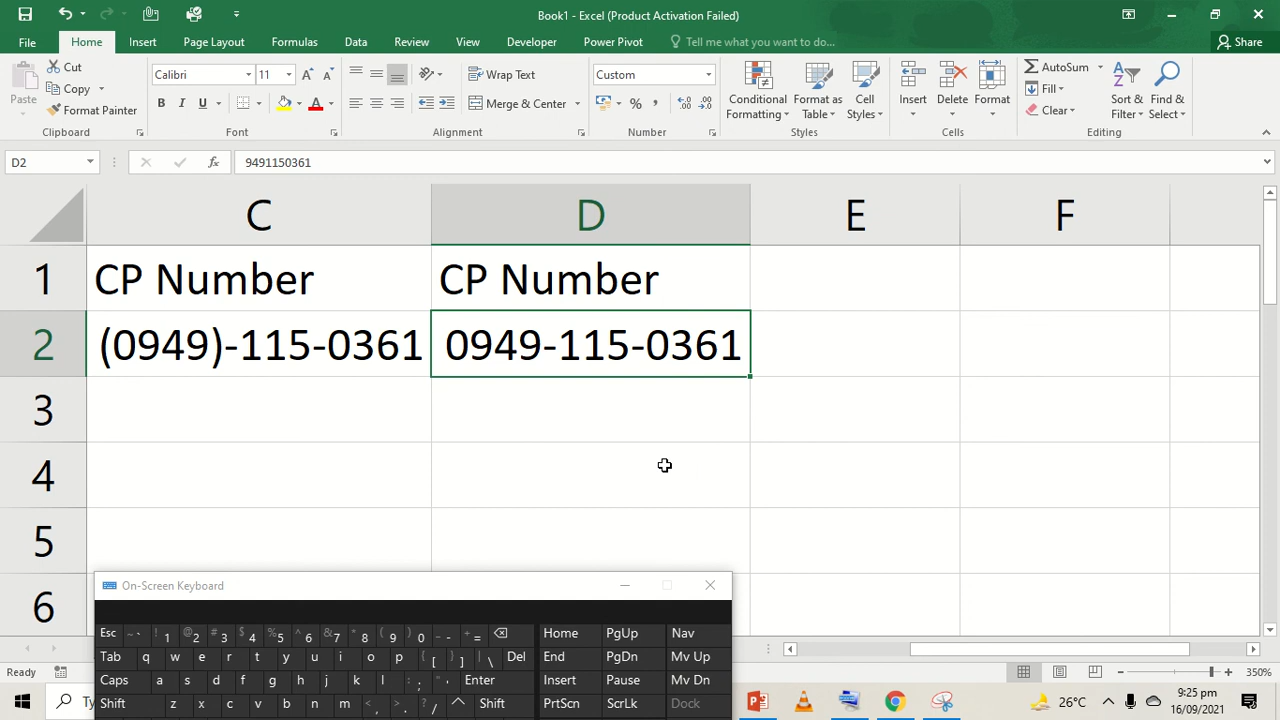 Book1 - Excel (Product Activation Failed)
File Home Insert Page Layout Formulas Data Review View Developer Power Pivot Tell me what you want to do... Share
Paste
Cut
Copy
Format Painter
Clipboard
Calibri 11
B I U
Font
Wrap Text
Merge & Center
Alignment
Custom
Number
Conditional Formatting
Format as Table
Cell Styles
Styles
Insert
Delete
Format
Cells
AutoSum
Fill
Clear
Sort & Filter
Find & Select
Editing
D2 fx 9491150361
C D E F
1 CP Number CP Number
2 (0949)-115-0361 0949-115-0361
3
4
5
6
On-Screen Keyboard
Esc ~ ` ! 1 @ 2 # 3 $ 4 % 5 ^ 6 & 7 * 8 ( 9 ) 0 _ - + = Home PgUp Nav
Tab q w e r t y u i o p { [ } ] | \ Del End PgDn Mv Up
Caps a s d f g h j k l : ; " ' Enter Insert Pause Mv Dn
Shift z x c v b n m < , > . ? / Shift PrtScn ScrLk Dock
Ready 350%
Ty 26°C 9:25 pm
16/09/2021